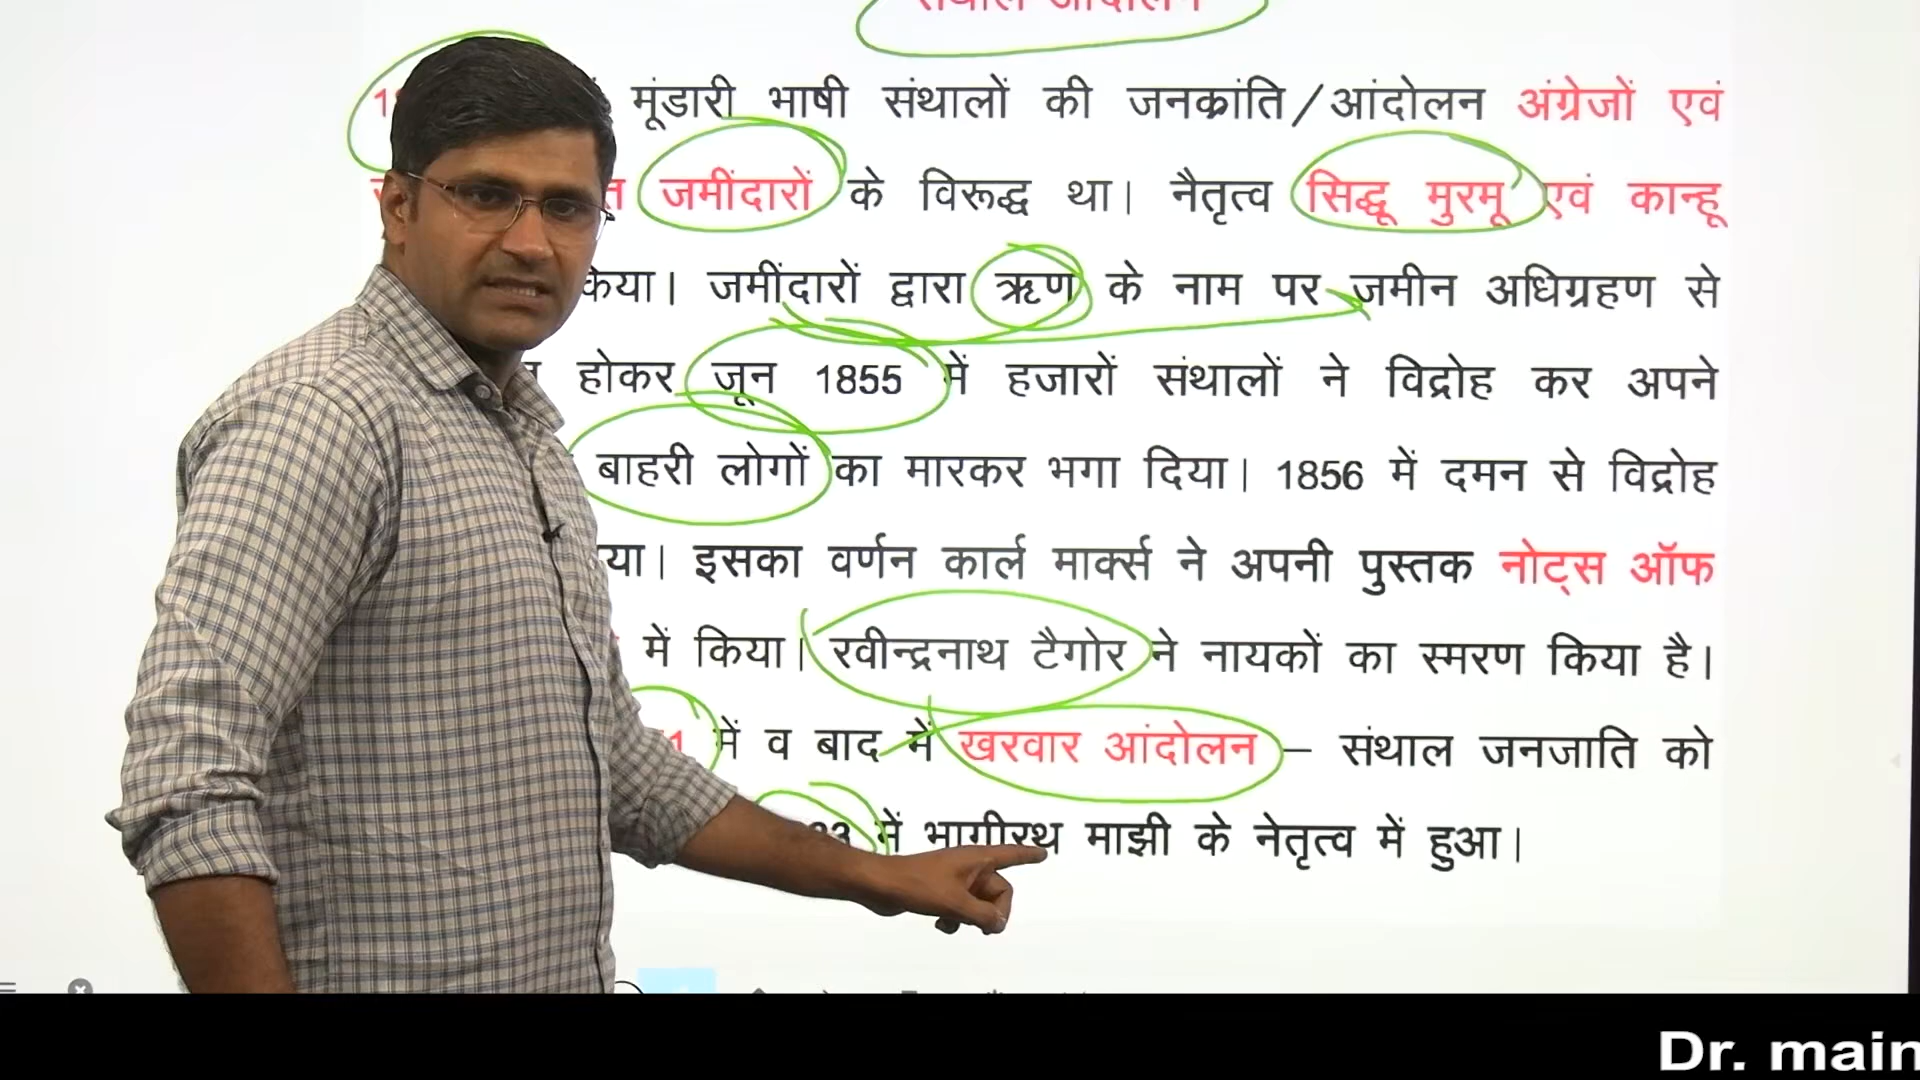 संथाल आंदोलन
मूंडारी भाषी संथालों की जनक्रांति/आंदोलन अंग्रेजों एवं
जमींदारों के विरूद्ध था। नैतृत्व सिद्धू मुरमू एवं कान्हू
किया। जमींदारों द्वारा ऋण के नाम पर जमीन अधिग्रहण से
होकर जून 1855 में हजारों संथालों ने विद्रोह कर अपने
बाहरी लोगों का मारकर भगा दिया। 1856 में दमन से विद्रोह
इसका वर्णन कार्ल मार्क्स ने अपनी पुस्तक नोट्स ऑफ
में किया। रवीन्द्रनाथ टैगोर ने नायकों का स्मरण किया है।
में व बाद में खरवार आंदोलन – संथाल जनजाति को
में भागीरथ माझी के नेतृत्व में हुआ।
Dr. main